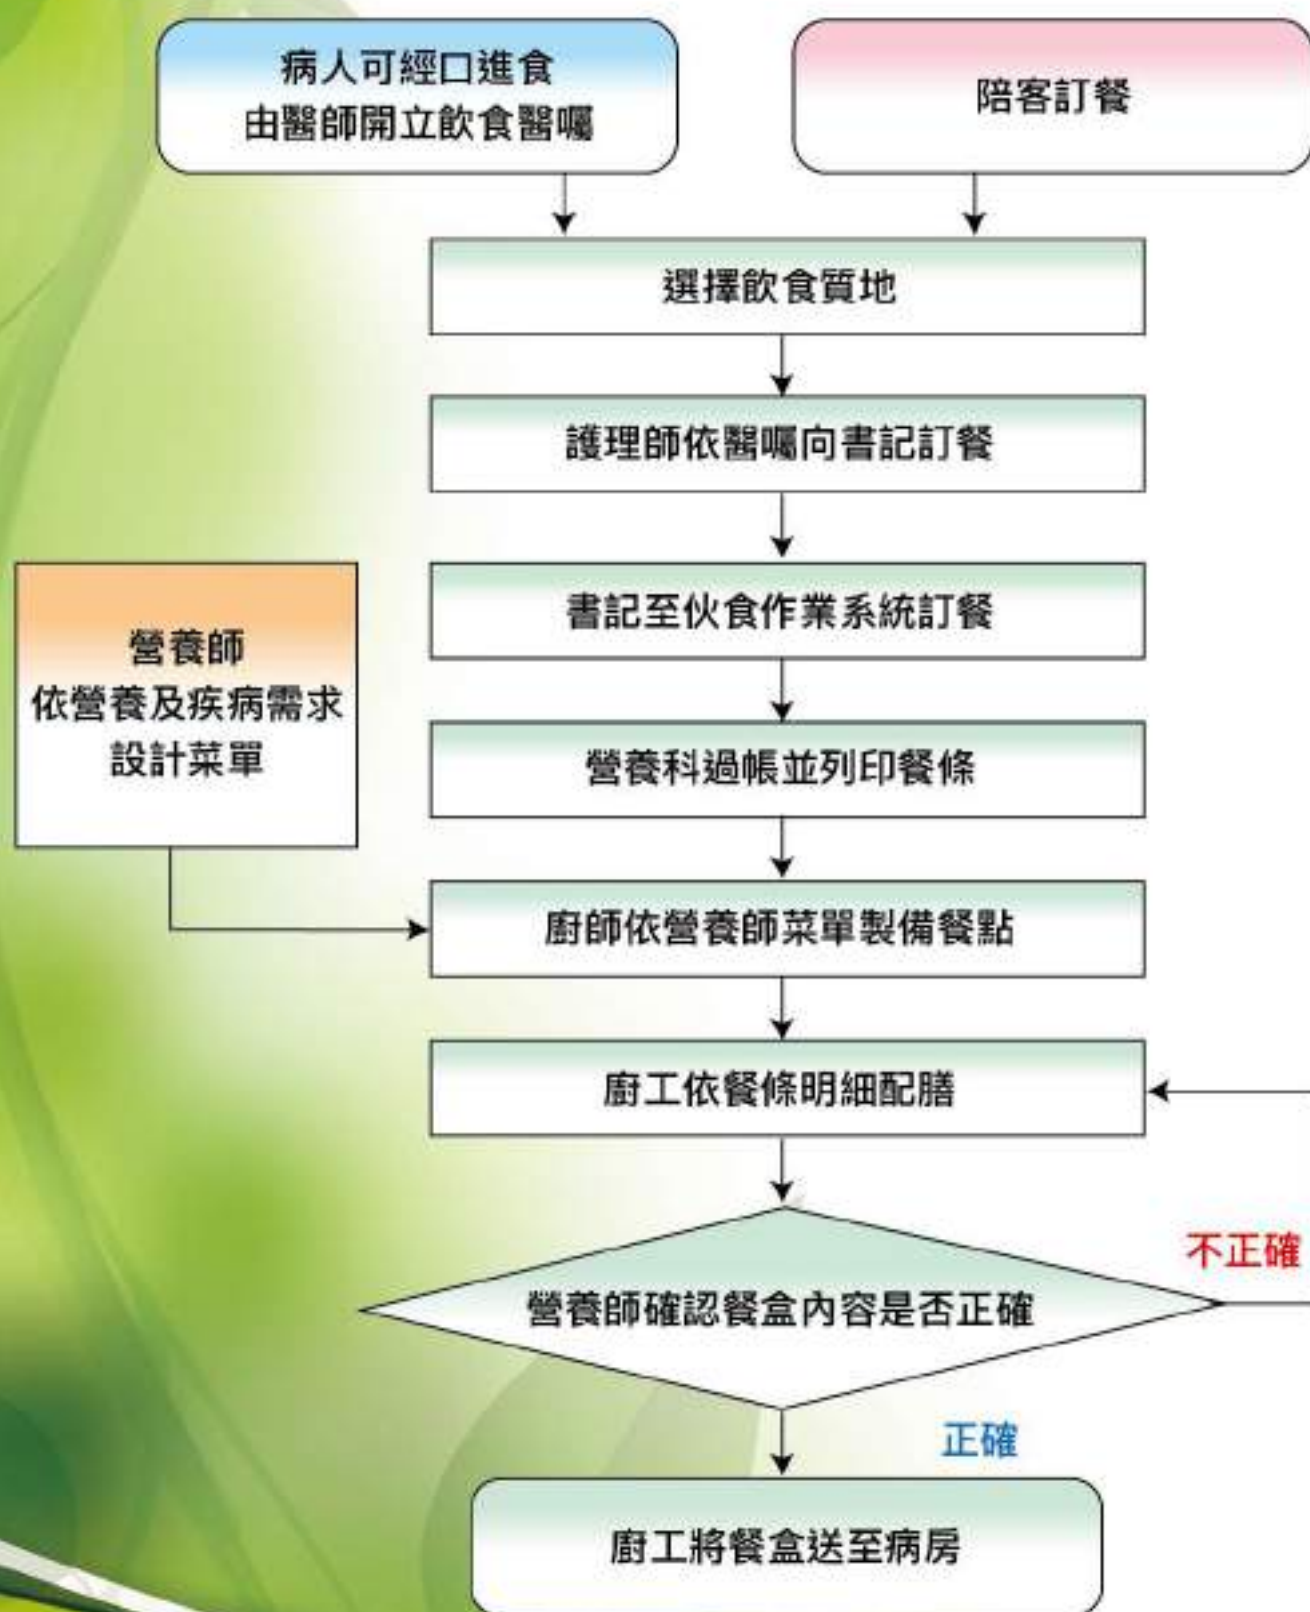 病人可經口進食
由醫師開立飲食醫囑
陪客訂餐
選擇飲食質地
護理師依醫囑向書記訂餐
書記至伙食作業系統訂餐
營養師
依營養及疾病需求
設計菜單
營養科過帳並列印餐條
廚師依營養師菜單製備餐點
廚工依餐條明細配膳
不正確
營養師確認餐盒內容是否正確
正確
廚工將餐盒送至病房